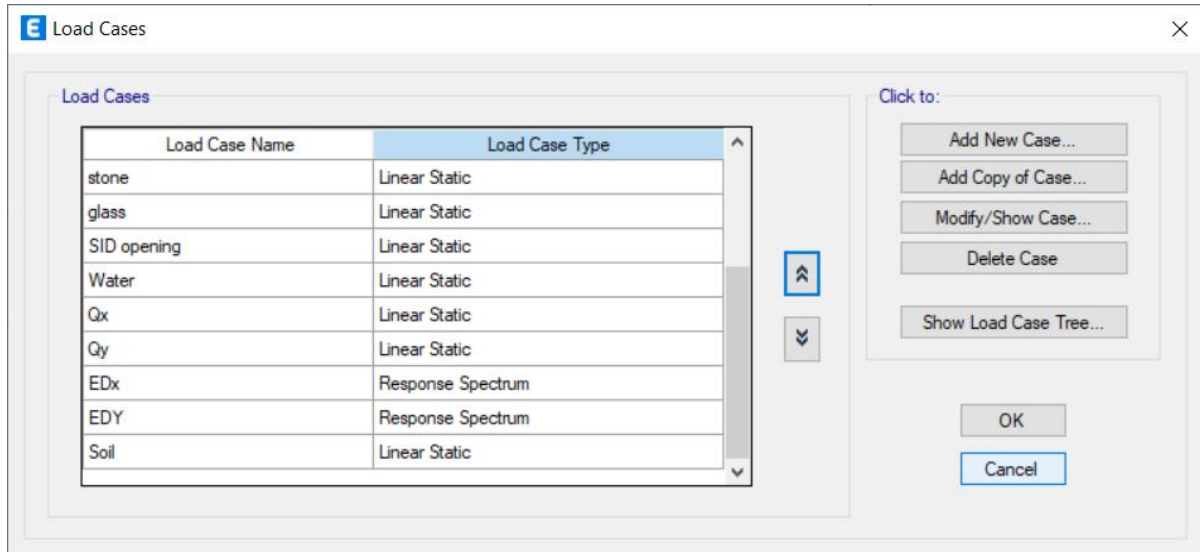 E Load Cases
Load Cases
Load Case Name Load Case Type
stone Linear Static
glass Linear Static
SID opening Linear Static
Water Linear Static
Qx Linear Static
Qy Linear Static
EDx Response Spectrum
EDY Response Spectrum
Soil Linear Static
Click to:
Add New Case...
Add Copy of Case...
Modify/Show Case...
Delete Case
Show Load Case Tree...
OK
Cancel